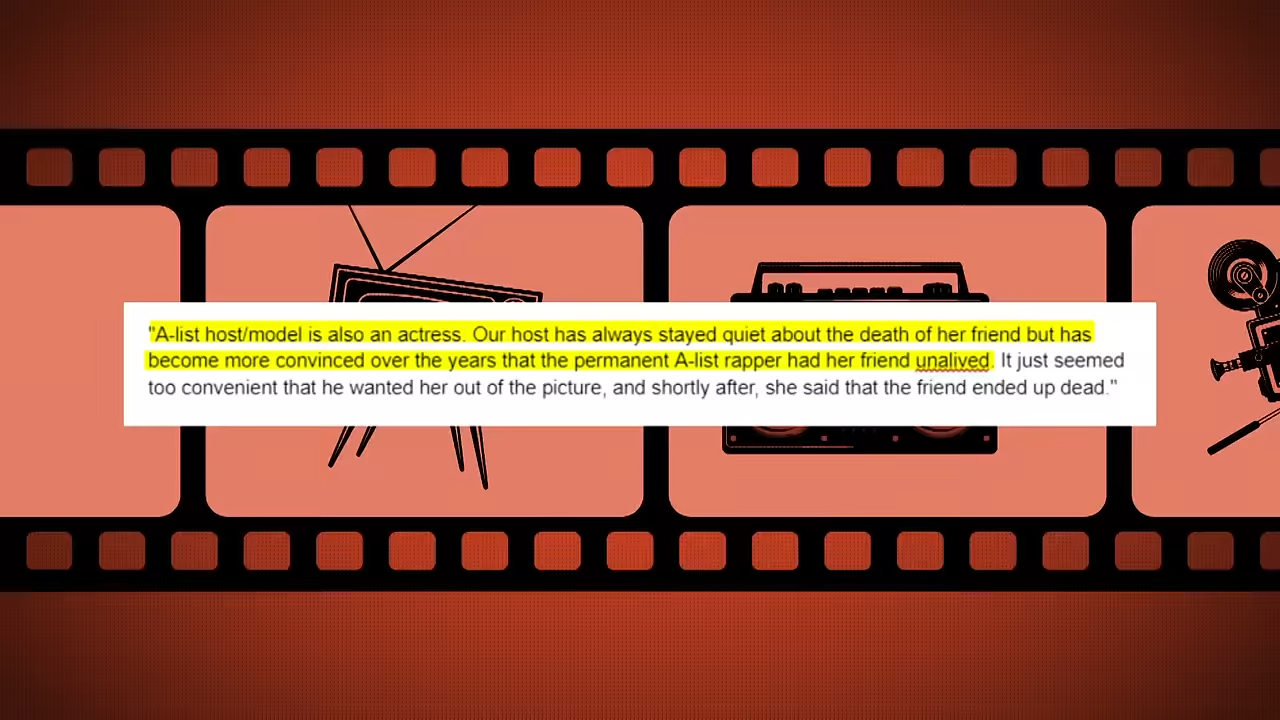 "A-list host/model is also an actress. Our host has always stayed quiet about the death of her friend but has
become more convinced over the years that the permanent A-list rapper had her friend unalived. It just seemed
too convenient that he wanted her out of the picture, and shortly after, she said that the friend ended up dead."